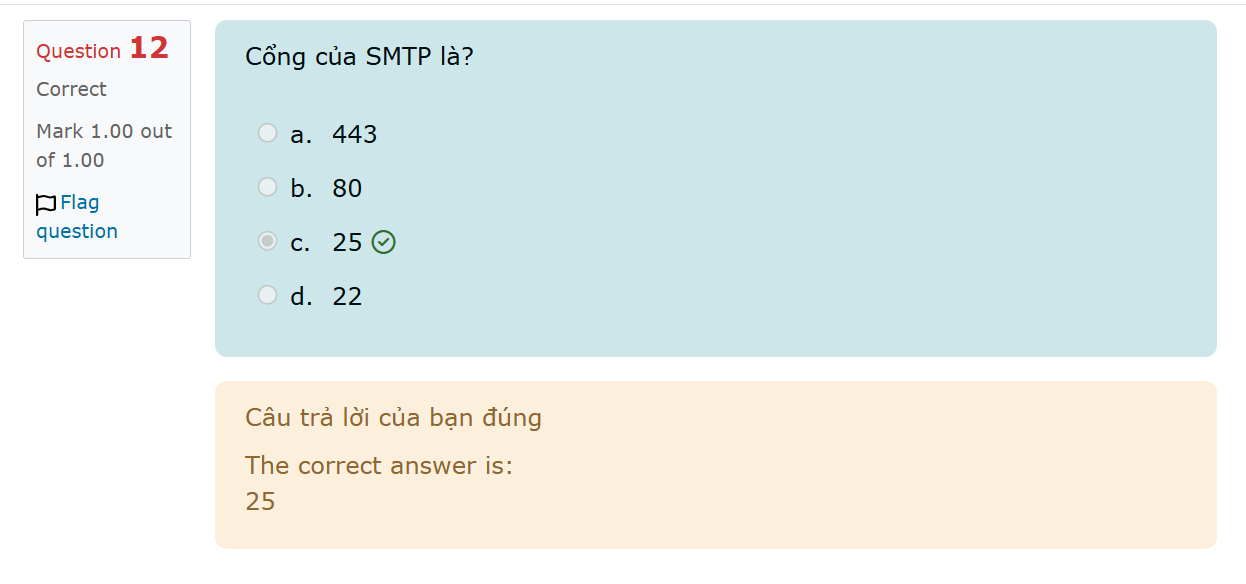 Question 12
Correct
Mark 1.00 out
of 1.00
Flag
question
Cổng của SMTP là?
a. 443
b. 80
c. 25
d. 22
Câu trả lời của bạn đúng
The correct answer is:
25